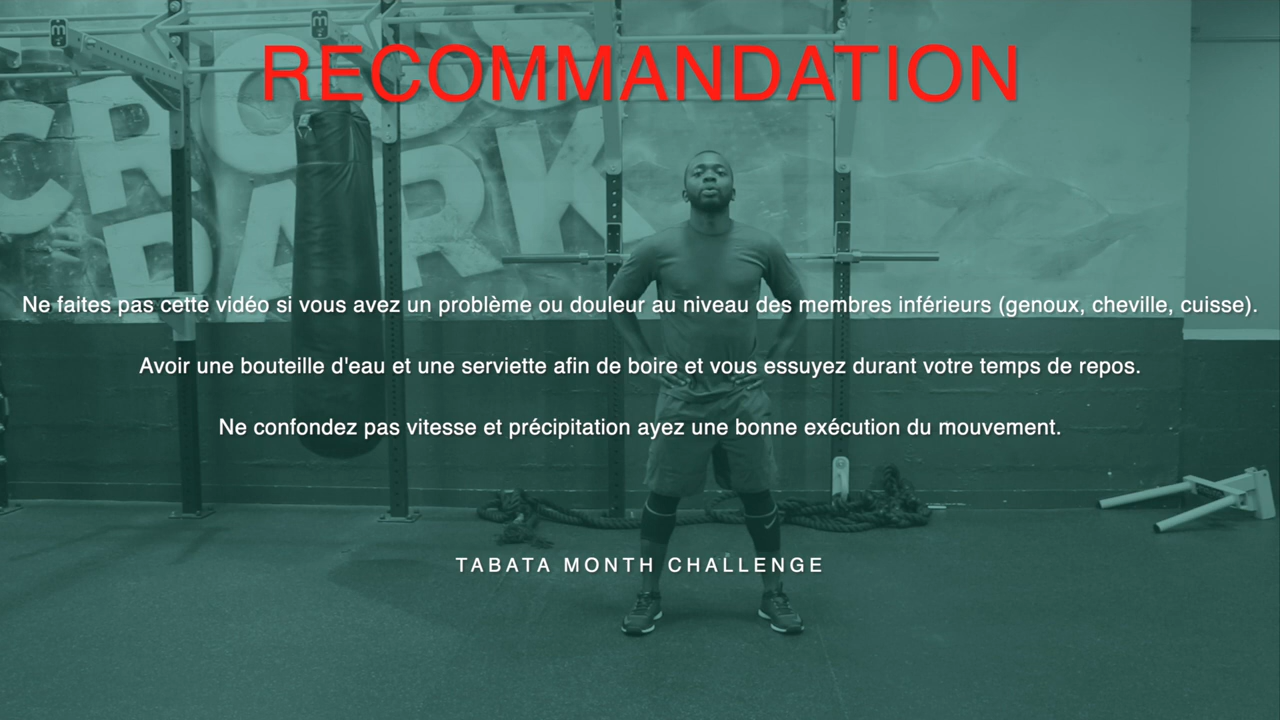 RECOMMANDATION
CROSS
PARK
Ne faites pas cette vidéo si vous avez un problème ou douleur au niveau des membres inférieurs (genoux, cheville, cuisse).
Avoir une bouteille d'eau et une serviette afin de boire et vous essuyez durant votre temps de repos.
Ne confondez pas vitesse et précipitation ayez une bonne exécution du mouvement.
TABATA MONTH CHALLENGE